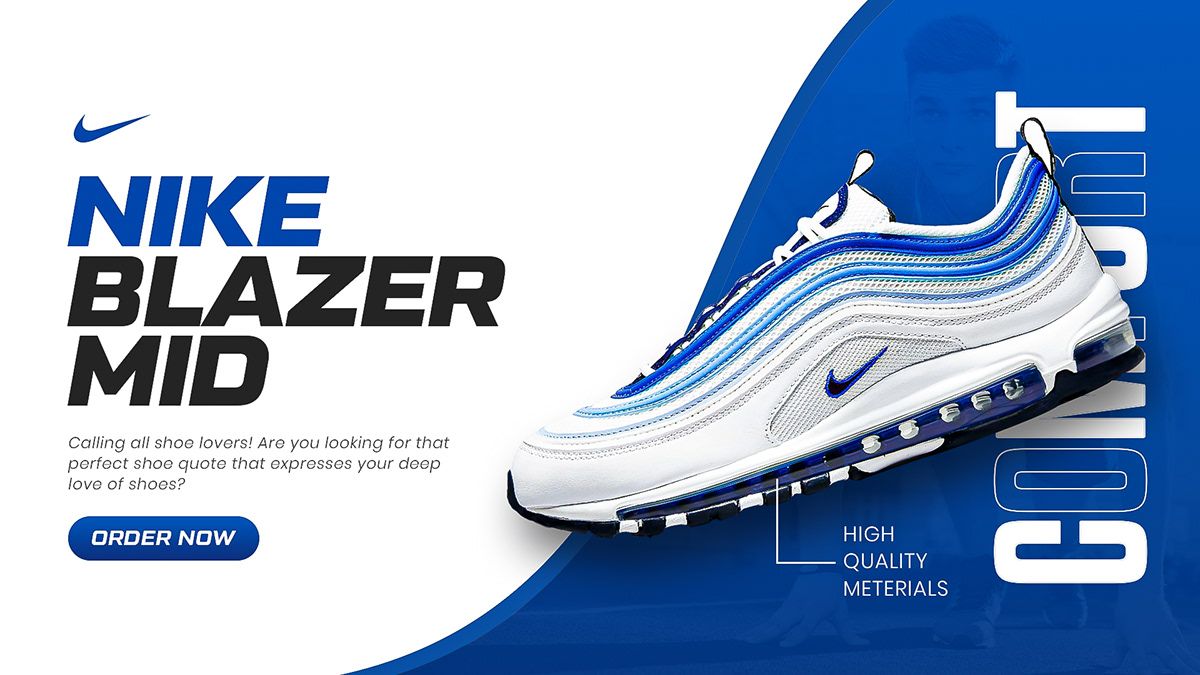 NIKE
BLAZER
MID
Calling all shoe lovers! Are you looking for that
perfect shoe quote that expresses your deep
love of shoes?
ORDER NOW
HIGH
QUALITY
METERIALS